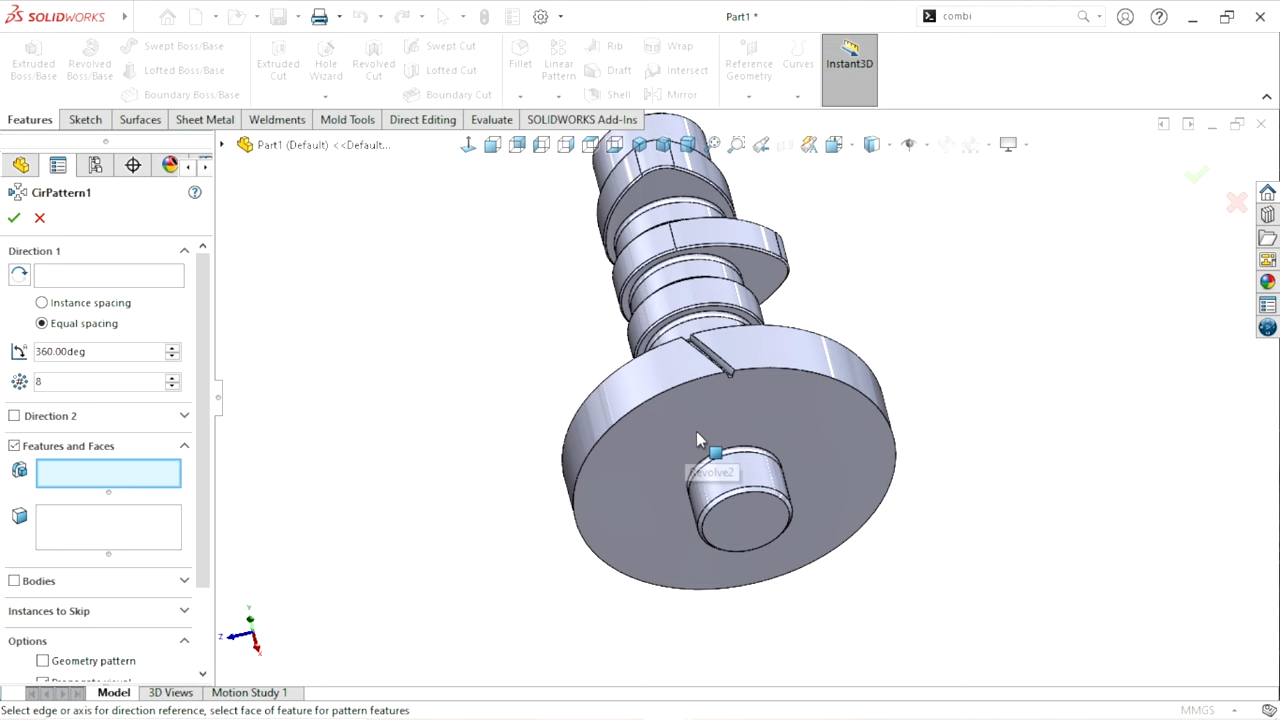 SOLIDWORKS
Part1 *
combi
Extruded Boss/Base
Revolved Boss/Base
Swept Boss/Base
Lofted Boss/Base
Boundary Boss/Base
Extruded Cut
Hole Wizard
Revolved Cut
Swept Cut
Lofted Cut
Boundary Cut
Fillet
Linear Pattern
Rib
Draft
Shell
Wrap
Intersect
Mirror
Reference Geometry
Curves
Instant3D
Features
Sketch
Surfaces
Sheet Metal
Weldments
Mold Tools
Direct Editing
Evaluate
SOLIDWORKS Add-Ins
Part1 (Default) <<Default...
CirPattern1
Direction 1
Instance spacing
Equal spacing
360.00deg
8
Direction 2
Features and Faces
Bodies
Instances to Skip
Options
Geometry pattern
Revolve2
Y
Z
X
Model
3D Views
Motion Study 1
Select edge or axis for direction reference, select face of feature for pattern features
MMGS